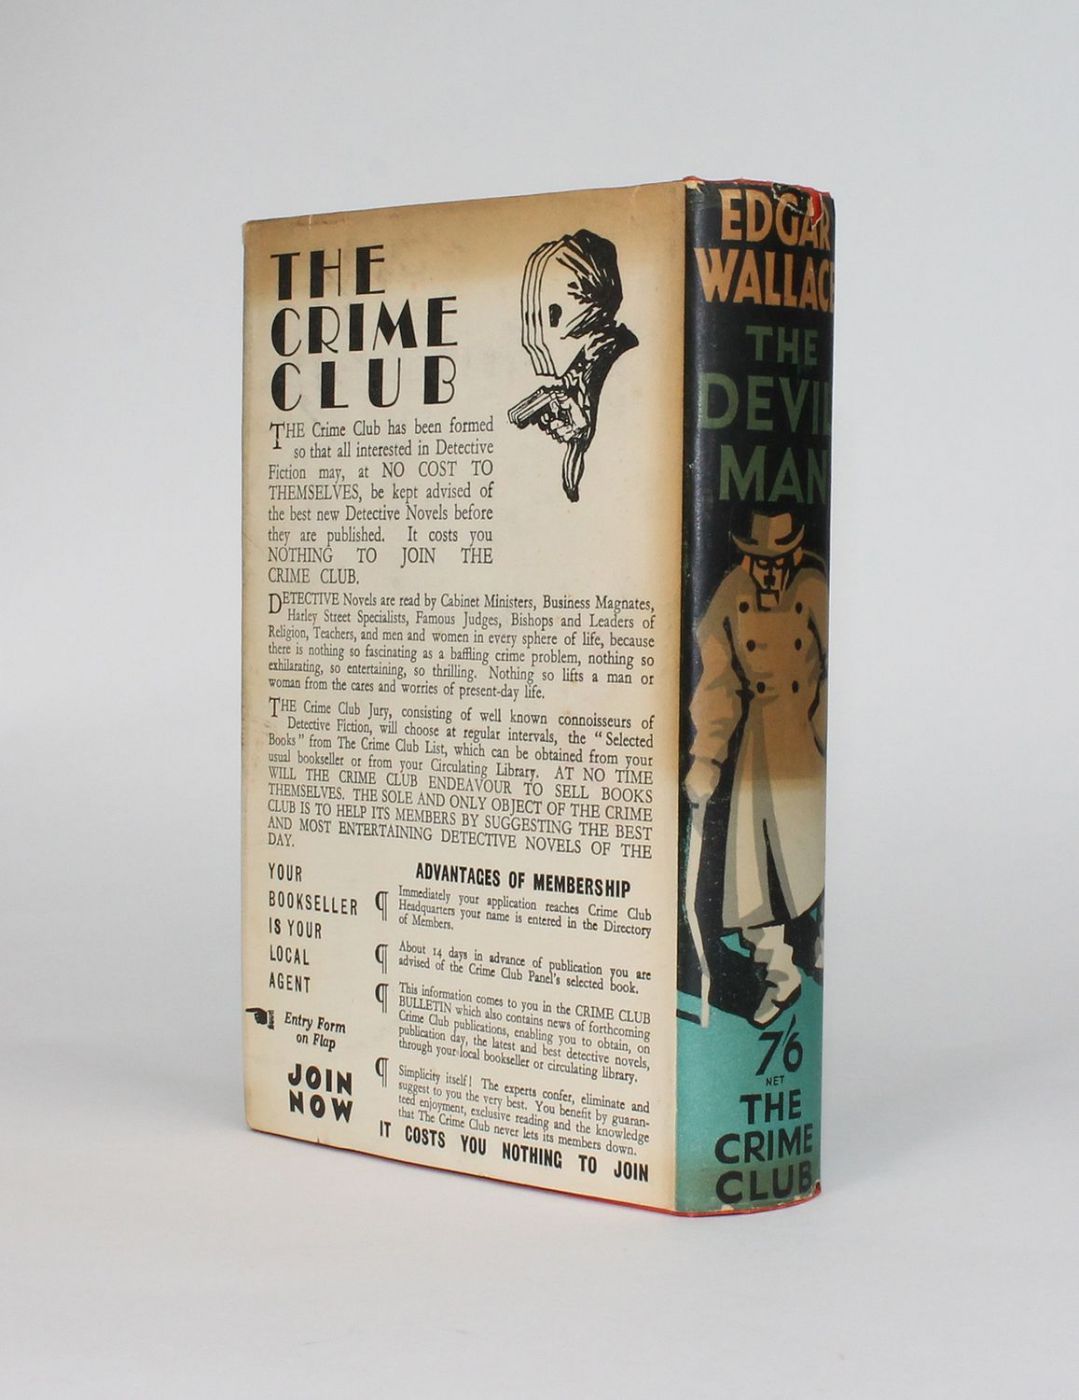 THE
CRIME
CLUB
THE Crime Club has been formed
so that all interested in Detective
Fiction may, at NO COST TO
THEMSELVES, be kept advised of
the best new Detective Novels before
they are published. It costs you
NOTHING TO JOIN THE
CRIME CLUB.
DETECTIVE Novels are read by Cabinet Ministers, Business Magnates,
Harley Street Specialists, Famous Judges, Bishops and Leaders of
Religion, Teachers, and men and women in every sphere of life, because
there is nothing so fascinating as a baffling crime problem, nothing so
exhilarating, so entertaining, so thrilling. Nothing so lifts a man or
woman from the cares and worries of present-day life.
THE Crime Club Jury, consisting of well known connoisseurs of
Detective Fiction, will choose at regular intervals, the "Selected
Books" from The Crime Club List, which can be obtained from your
usual bookseller or from your Circulating Library. AT NO TIME
WILL THE CRIME CLUB ENDEAVOUR TO SELL BOOKS
THEMSELVES. THE SOLE AND ONLY OBJECT OF THE CRIME
CLUB IS TO HELP ITS MEMBERS BY SUGGESTING THE BEST
AND MOST ENTERTAINING DETECTIVE NOVELS OF THE
DAY.
YOUR
BOOKSELLER
IS YOUR
LOCAL
AGENT
Entry Form
on Flap
JOIN
NOW
ADVANTAGES OF MEMBERSHIP
¶ Immediately your application reaches Crime Club
Headquarters your name is entered in the Directory
of Members.
¶ About 14 days in advance of publication you are
advised of the Crime Club Panel's selected book.
¶ This information comes to you in the CRIME CLUB
BULLETIN which also contains news of forthcoming
Crime Club publications, enabling you to obtain, on
publication day, the latest and best detective novels,
through your local bookseller or circulating library.
¶ Simplicity itself! The experts confer, eliminate and
suggest to you the very best. You benefit by guaran-
teed enjoyment, exclusive reading and the knowledge
that The Crime Club never lets its members down.
IT COSTS YOU NOTHING TO JOIN
EDGAR
WALLACE
THE
DEVIL
MAN
7/6
NET
THE
CRIME
CLUB